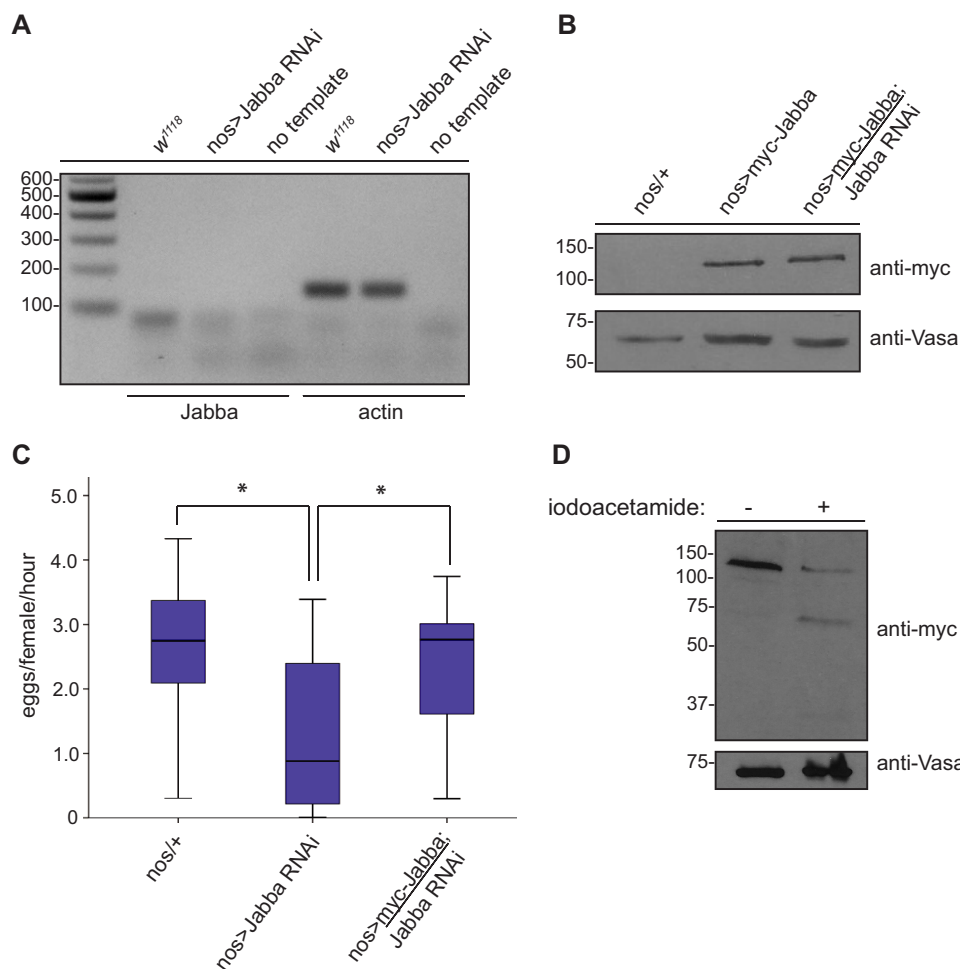 A
w1118
nos>Jabba RNAi
no template
w1118
nos>Jabba RNAi
no template
600-
500-
400-
300-
200-
100-
Jabba
actin
B
nos/+
nos>myc-Jabba
nos>myc-Jabba;
Jabba RNAi
150-
100-
anti-myc
75-
50-
anti-Vasa
C
eggs/female/hour
5.0
4.0
3.0
2.0
1.0
0
*
*
nos/+
nos>Jabba RNAi
nos>myc-Jabba;
Jabba RNAi
D
iodoacetamide: - +
150-
100-
75-
50-
37-
anti-myc
75-
anti-Vasa